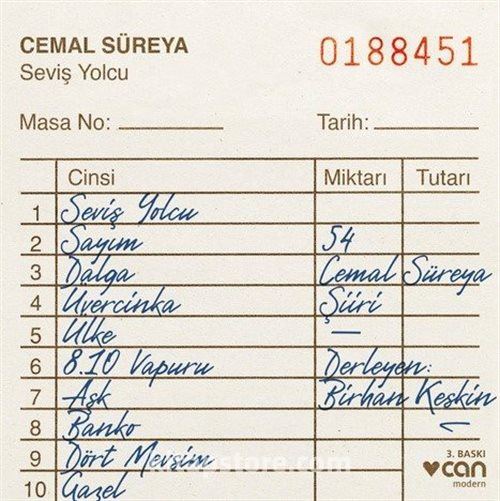 CEMAL SÜREYA 0188451
Seviş Yolcu
Masa No: Tarih:
Cinsi Miktarı Tutarı
1 Seviş Yolcu
2 Sayım 54
3 Dalga Cemal Süreya
4 Üvercinka Şiiri
5 Ülke —
6 8.10 Vapuru Derleyen:
7 Aşk Birhan Keskin
8 Banko
9 Dört Mevsim
10 Gazel
3. BASKI
can
modern